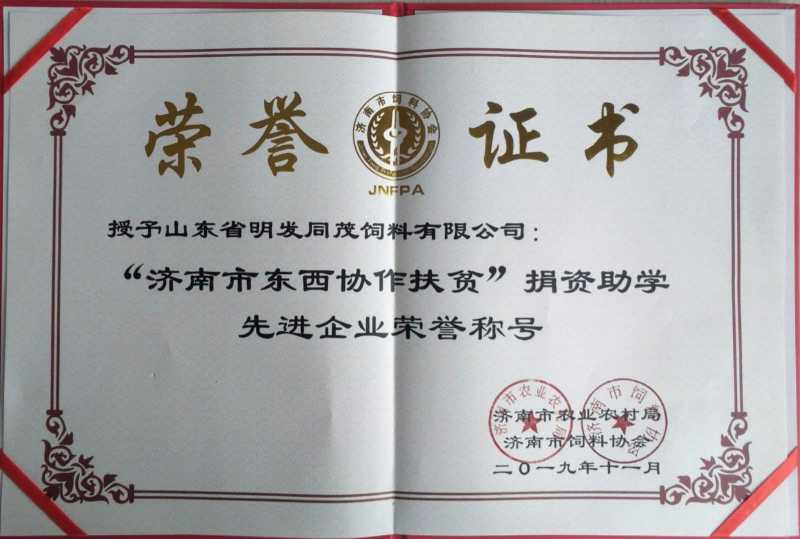 荣誉证书
济南市饲料协会
JNFPA
授予山东省明发同茂饲料有限公司：
“济南市东西协作扶贫”捐资助学
先进企业荣誉称号
济南市农业农村局
济南市饲料协会
二〇一九年十一月